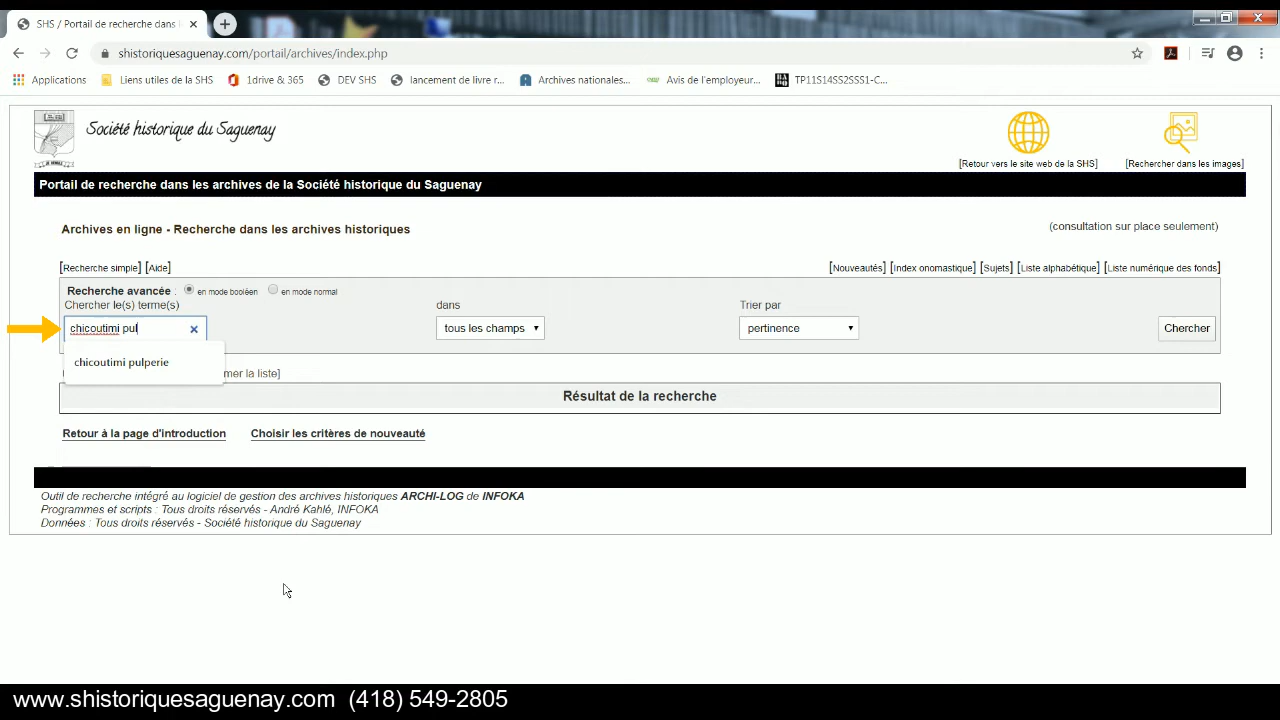 SHS / Portail de recherche dans l
shistoriquesaguenay.com/portail/archives/index.php
Applications Liens utiles de la SHS 1drive & 365 DEV SHS lancement de livre r... Archives nationales... Avis de l'employeur... TP11S14SS2SSS1-C...
Société historique du Saguenay
[Retour vers le site web de la SHS] [Rechercher dans les images]
Portail de recherche dans les archives de la Société historique du Saguenay
Archives en ligne - Recherche dans les archives historiques (consultation sur place seulement)
[Recherche simple] [Aide] [Nouveautés] [Index onomastique] [Sujets] [Liste alphabétique] [Liste numérique des fonds]
Recherche avancée : en mode booléen en mode normal
Chercher le(s) terme(s) dans Trier par
chicoutimi pul tous les champs pertinence Chercher
chicoutimi pulperie
mer la liste]
Résultat de la recherche
Retour à la page d'introduction Choisir les critères de nouveauté
Outil de recherche intégré au logiciel de gestion des archives historiques ARCHI-LOG de INFOKA
Programmes et scripts : Tous droits réservés - André Kahlé, INFOKA
Données : Tous droits réservés - Société historique du Saguenay
www.shistoriquesaguenay.com (418) 549-2805